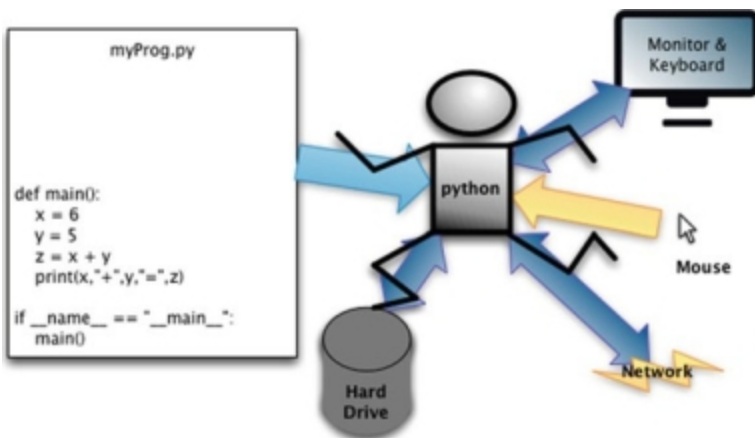 myProg.py
def main():
x = 6
y = 5
z = x + y
print(x,"+",y,"=",z)
if __name__ == "__main__":
main()
python
Monitor &
Keyboard
Mouse
Network
Hard
Drive